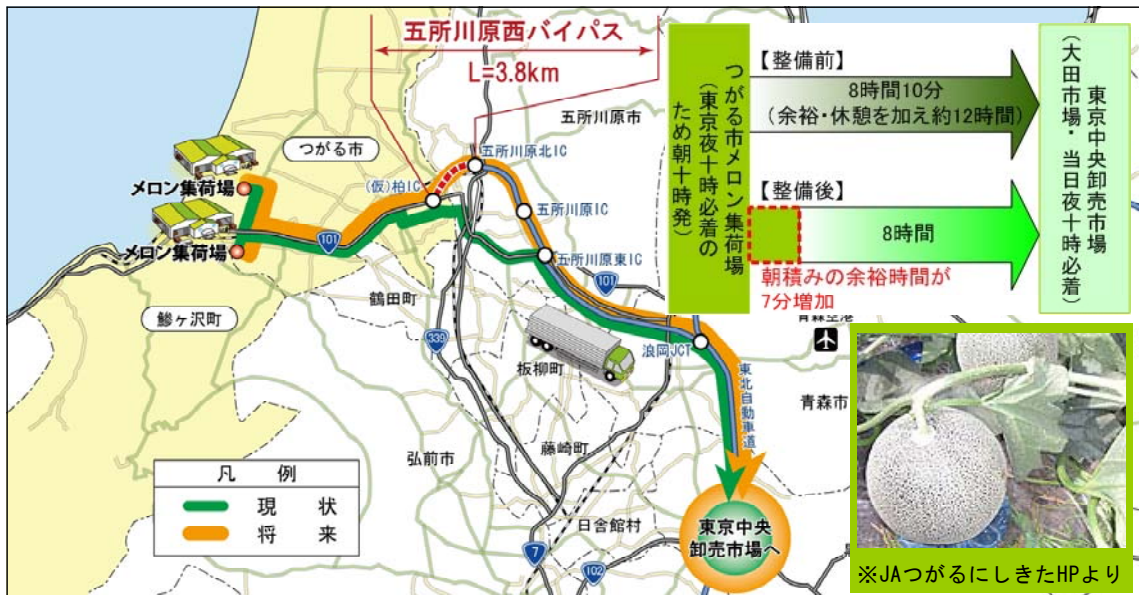 五所川原西バイパス
L=3.8km
五所川原市
つがる市
五所川原北IC
メロン集荷場
(仮)柏IC
五所川原IC
メロン集荷場
101
五所川原東IC
101
鶴田町
鰺ヶ沢町
339
浪岡JCT
青森空港
板柳町
東北自動車道
青森市
藤崎町
弘前市
田舎館村
7
102
東京中央
卸売市場へ
凡 例
現 状
将 来
つがる市メロン集荷場
(東京夜十時必着の
ため朝十時発)
【整備前】
8時間10分
(余裕・休憩を加え約12時間)
【整備後】
8時間
朝積みの余裕時間が
7分増加
東京中央卸売市場
(大田市場・当日夜十時必着)
※JAつがるにしきたHPより